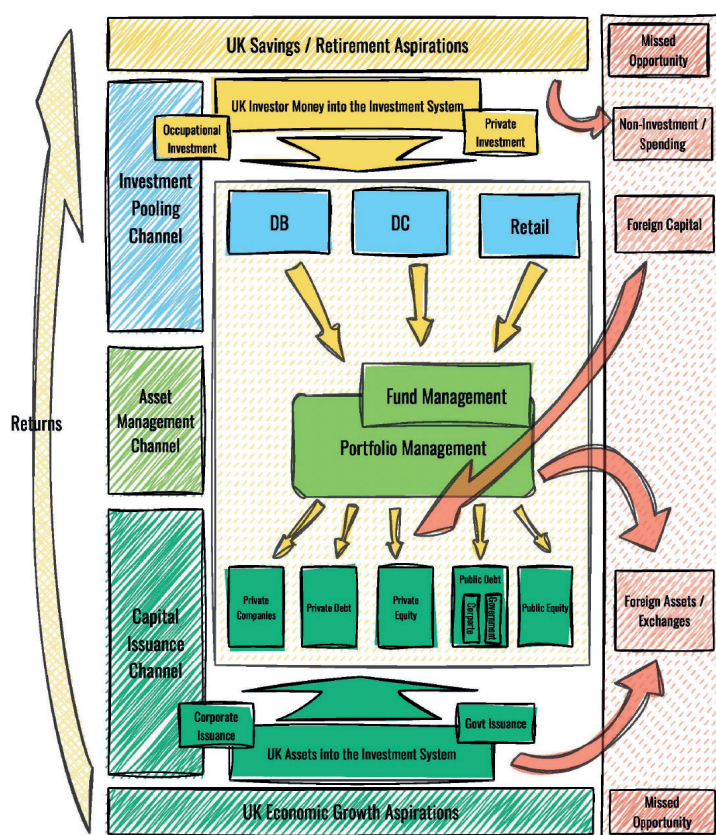 UK Savings / Retirement Aspirations
Missed
Opportunity
UK Investor Money into the Investment System
Occupational
Investment
Private
Investment
Non-Investment /
Spending
Investment
Pooling
Channel
DB
DC
Retail
Foreign Capital
Returns
Asset
Management
Channel
Fund Management
Portfolio Management
Capital
Issuance
Channel
Private
Companies
Private Debt
Private
Equity
Public Debt
Corporte
Government
Public Equity
Foreign Assets /
Exchanges
Corporate
Issuance
Govt Issuance
UK Assets into the Investment System
UK Economic Growth Aspirations
Missed
Opportunity